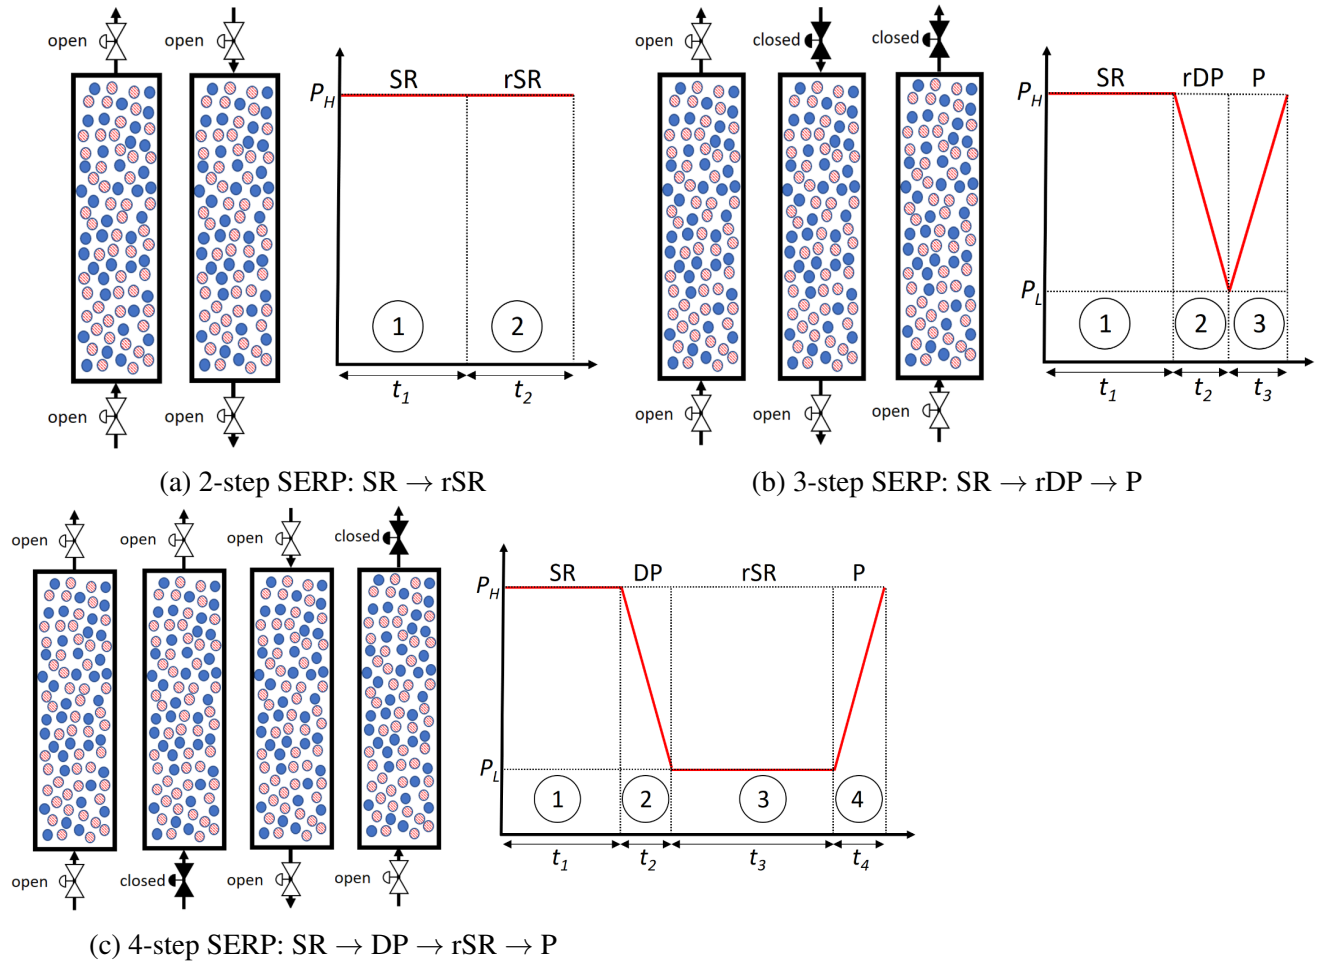 open open
SR rSR
P_H
1 2
open open
t_1 t_2
(a) 2-step SERP: SR → rSR
open closed closed
SR rDP P
P_H
P_L
1 2 3
open open open
t_1 t_2 t_3
(b) 3-step SERP: SR → rDP → P
open open open closed
SR DP rSR P
P_H
P_L
1 2 3 4
open closed open open
t_1 t_2 t_3 t_4
(c) 4-step SERP: SR → DP → rSR → P